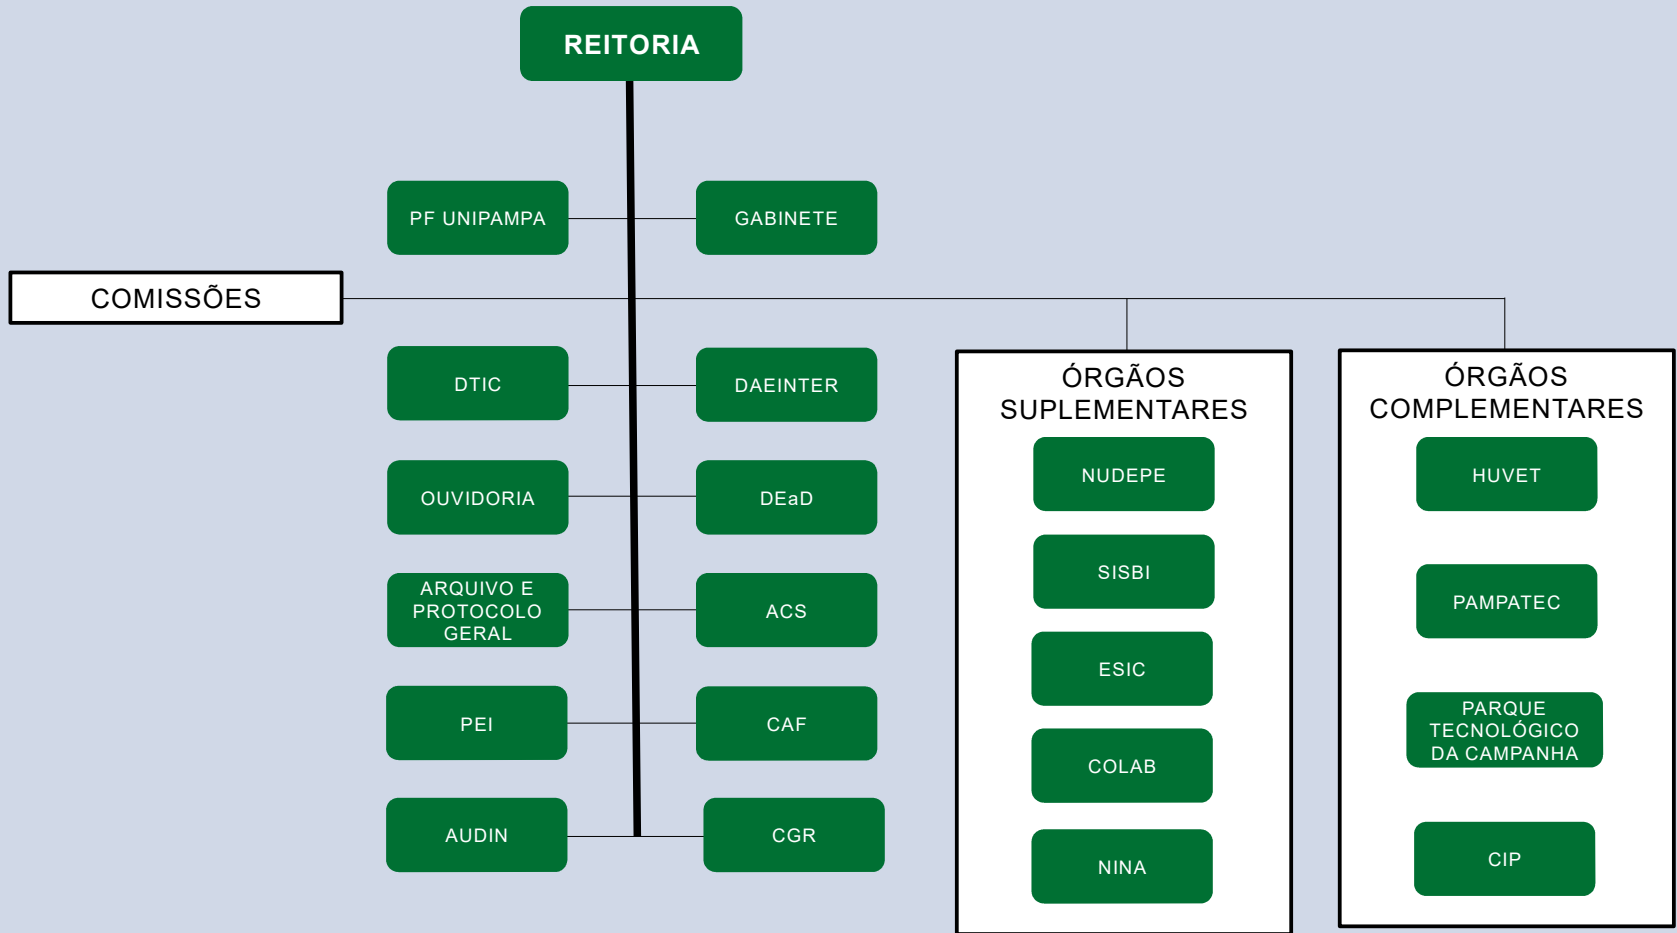 REITORIA
PF UNIPAMPA
GABINETE
COMISSÕES
DTIC
DAEINTER
OUVIDORIA
DEaD
ARQUIVO E
PROTOCOLO
GERAL
ACS
PEI
CAF
AUDIN
CGR
ÓRGÃOS
SUPLEMENTARES
NUDEPE
SISBI
ESIC
COLAB
NINA
ÓRGÃOS
COMPLEMENTARES
HUVET
PAMPATEC
PARQUE
TECNOLÓGICO
DA CAMPANHA
CIP